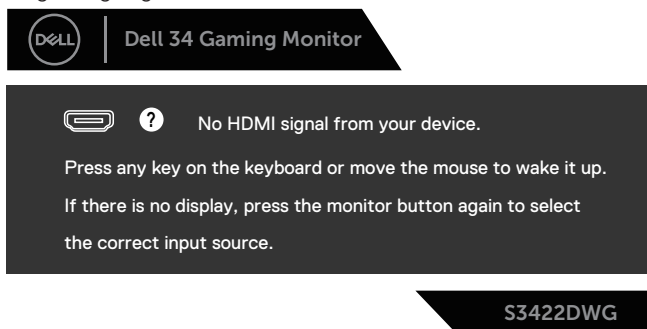 DELL
Dell 34 Gaming Monitor
? No HDMI signal from your device.
Press any key on the keyboard or move the mouse to wake it up.
If there is no display, press the monitor button again to select
the correct input source.
S3422DWG